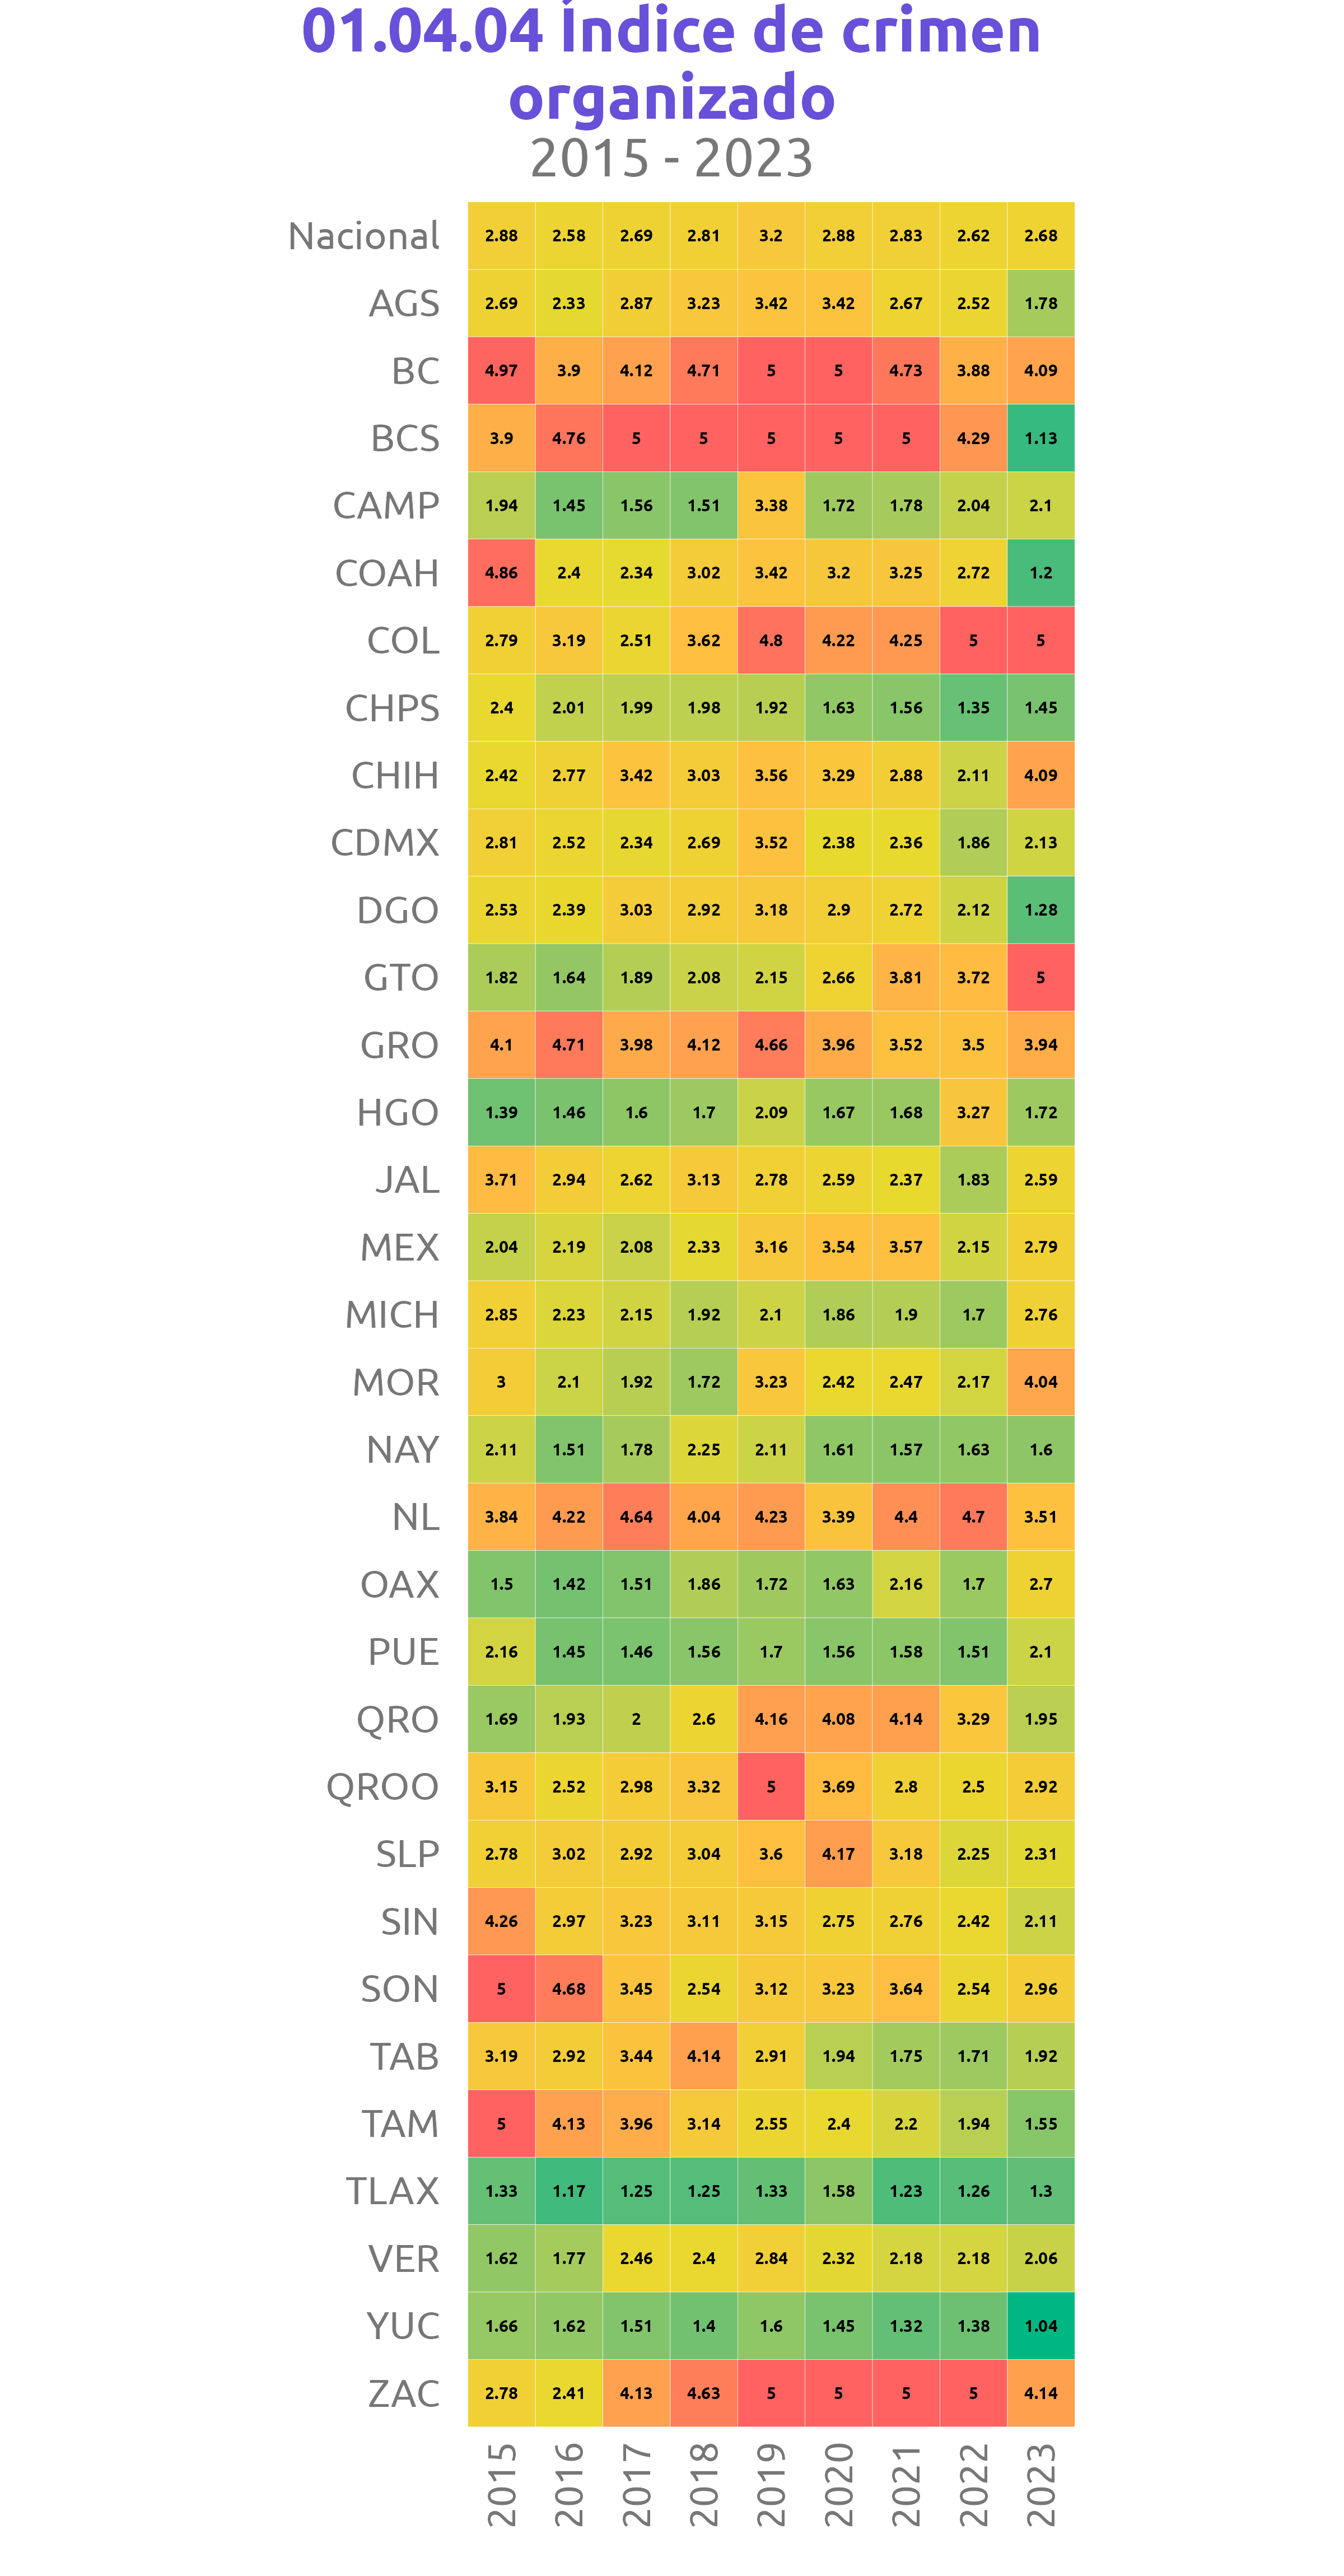 01.04.04 Índice de crimen
organizado
2015 - 2023
Nacional 2.88 2.58 2.69 2.81 3.2 2.88 2.83 2.62 2.68
AGS 2.69 2.33 2.87 3.23 3.42 3.42 2.67 2.52 1.78
BC 4.97 3.9 4.12 4.71 5 5 4.73 3.88 4.09
BCS 3.9 4.76 5 5 5 5 5 4.29 1.13
CAMP 1.94 1.45 1.56 1.51 3.38 1.72 1.78 2.04 2.1
COAH 4.86 2.4 2.34 3.02 3.42 3.2 3.25 2.72 1.2
COL 2.79 3.19 2.51 3.62 4.8 4.22 4.25 5 5
CHPS 2.4 2.01 1.99 1.98 1.92 1.63 1.56 1.35 1.45
CHIH 2.42 2.77 3.42 3.03 3.56 3.29 2.88 2.11 4.09
CDMX 2.81 2.52 2.34 2.69 3.52 2.38 2.36 1.86 2.13
DGO 2.53 2.39 3.03 2.92 3.18 2.9 2.72 2.12 1.28
GTO 1.82 1.64 1.89 2.08 2.15 2.66 3.81 3.72 5
GRO 4.1 4.71 3.98 4.12 4.66 3.96 3.52 3.5 3.94
HGO 1.39 1.46 1.6 1.7 2.09 1.67 1.68 3.27 1.72
JAL 3.71 2.94 2.62 3.13 2.78 2.59 2.37 1.83 2.59
MEX 2.04 2.19 2.08 2.33 3.16 3.54 3.57 2.15 2.79
MICH 2.85 2.23 2.15 1.92 2.1 1.86 1.9 1.7 2.76
MOR 3 2.1 1.92 1.72 3.23 2.42 2.47 2.17 4.04
NAY 2.11 1.51 1.78 2.25 2.11 1.61 1.57 1.63 1.6
NL 3.84 4.22 4.64 4.04 4.23 3.39 4.4 4.7 3.51
OAX 1.5 1.42 1.51 1.86 1.72 1.63 2.16 1.7 2.7
PUE 2.16 1.45 1.46 1.56 1.7 1.56 1.58 1.51 2.1
QRO 1.69 1.93 2 2.6 4.16 4.08 4.14 3.29 1.95
QROO 3.15 2.52 2.98 3.32 5 3.69 2.8 2.5 2.92
SLP 2.78 3.02 2.92 3.04 3.6 4.17 3.18 2.25 2.31
SIN 4.26 2.97 3.23 3.11 3.15 2.75 2.76 2.42 2.11
SON 5 4.68 3.45 2.54 3.12 3.23 3.64 2.54 2.96
TAB 3.19 2.92 3.44 4.14 2.91 1.94 1.75 1.71 1.92
TAM 5 4.13 3.96 3.14 2.55 2.4 2.2 1.94 1.55
TLAX 1.33 1.17 1.25 1.25 1.33 1.58 1.23 1.26 1.3
VER 1.62 1.77 2.46 2.4 2.84 2.32 2.18 2.18 2.06
YUC 1.66 1.62 1.51 1.4 1.6 1.45 1.32 1.38 1.04
ZAC 2.78 2.41 4.13 4.63 5 5 5 5 4.14
2015 2016 2017 2018 2019 2020 2021 2022 2023